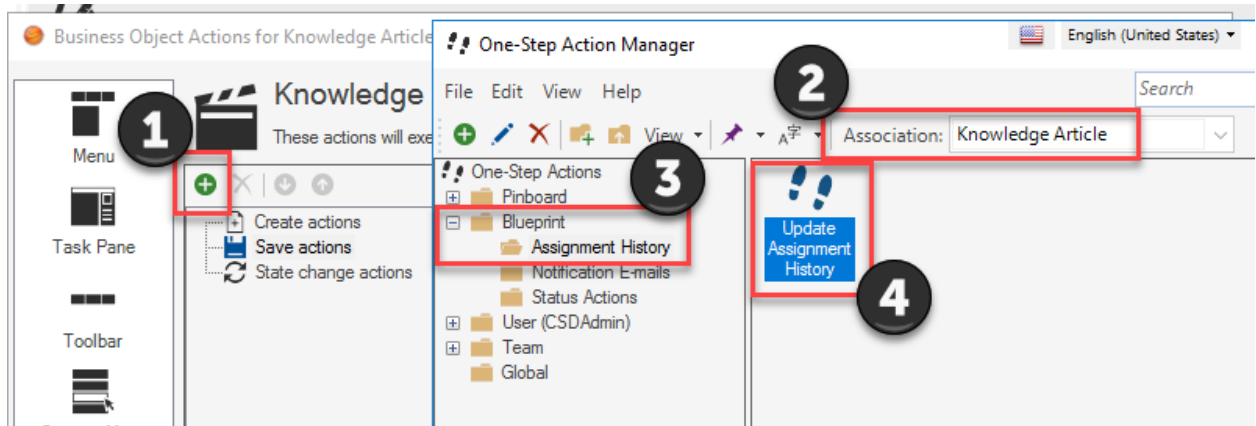 Business Object Actions for Knowledge Article
One-Step Action Manager
English (United States)
Menu
Task Pane
Toolbar
Knowledge
These actions will exe
Create actions
Save actions
State change actions
File Edit View Help
Search
View
Association: Knowledge Article
One-Step Actions
Pinboard
Blueprint
Assignment History
Notification E-mails
Status Actions
User (CSDAdmin)
Team
Global
Update
Assignment
History
1
2
3
4